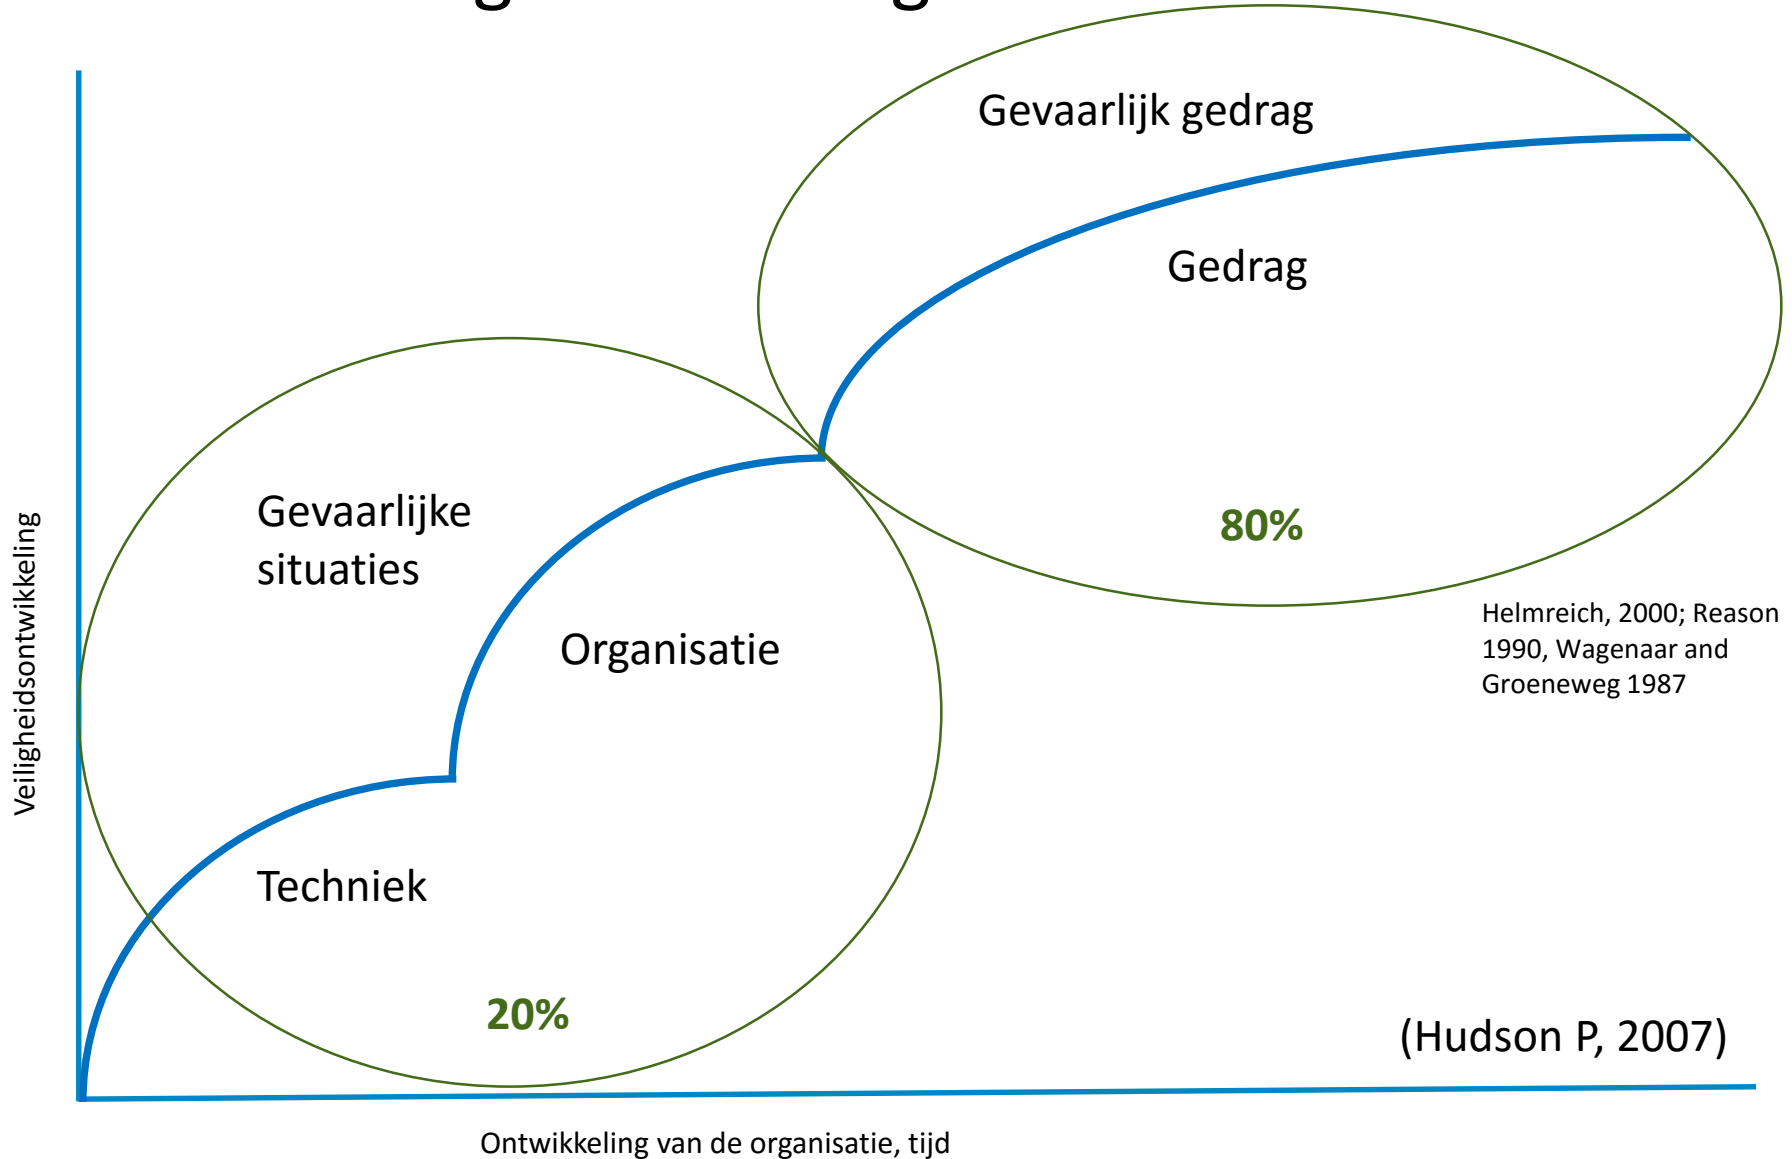 Gevaarlijk gedrag
Gedrag
80%
Helmreich, 2000; Reason
1990, Wagenaar and
Groeneweg 1987
Gevaarlijke
situaties
Organisatie
Techniek
20%
(Hudson P, 2007)
Veiligheidsontwikkeling
Ontwikkeling van de organisatie, tijd